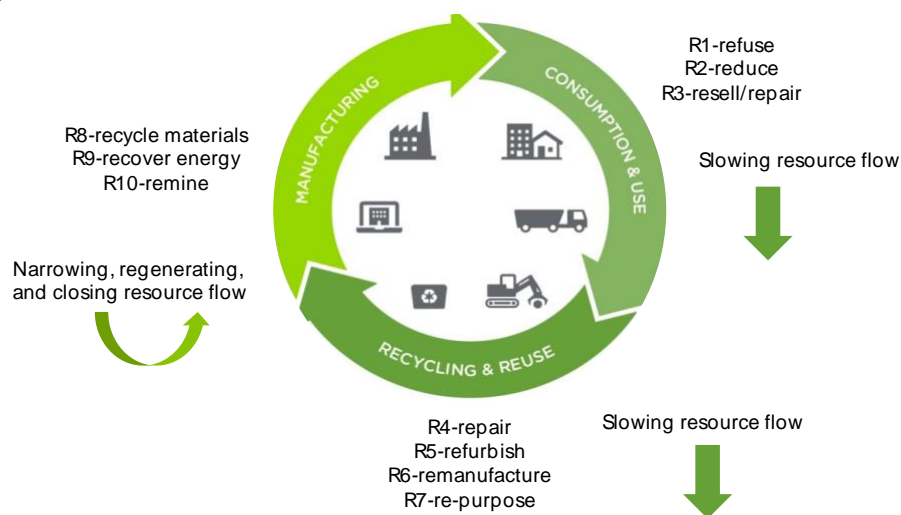 R1-refuse
R2-reduce
R3-resell/repair
CONSUMPTION & USE
MANUFACTURING
R8-recycle materials
R9-recover energy
R10-remine
Slowing resource flow
Narrowing, regenerating,
and closing resource flow
RECYCLING & REUSE
R4-repair
R5-refurbish
R6-remanufacture
R7-re-purpose
Slowing resource flow